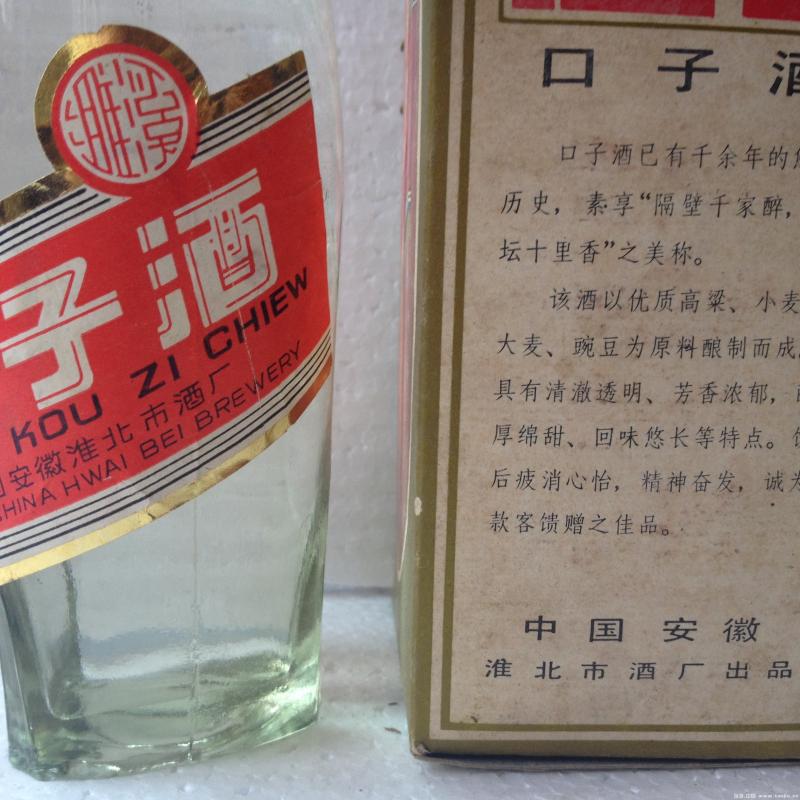 子酒
KOU ZI CHIEW
安徽淮北市酒厂
CHINA HWAI BEI BREWERY
口子酒
口子酒已有千余年的
历史，素享“隔壁千家醉，
坛十里香”之美称。
该酒以优质高粱、小麦
大麦、豌豆为原料酿制而成
具有清澈透明、芳香浓郁，
厚绵甜、回味悠长等特点。
后疲消心怡，精神奋发，诚为
款客馈赠之佳品。
中国安徽
淮北市酒厂出品